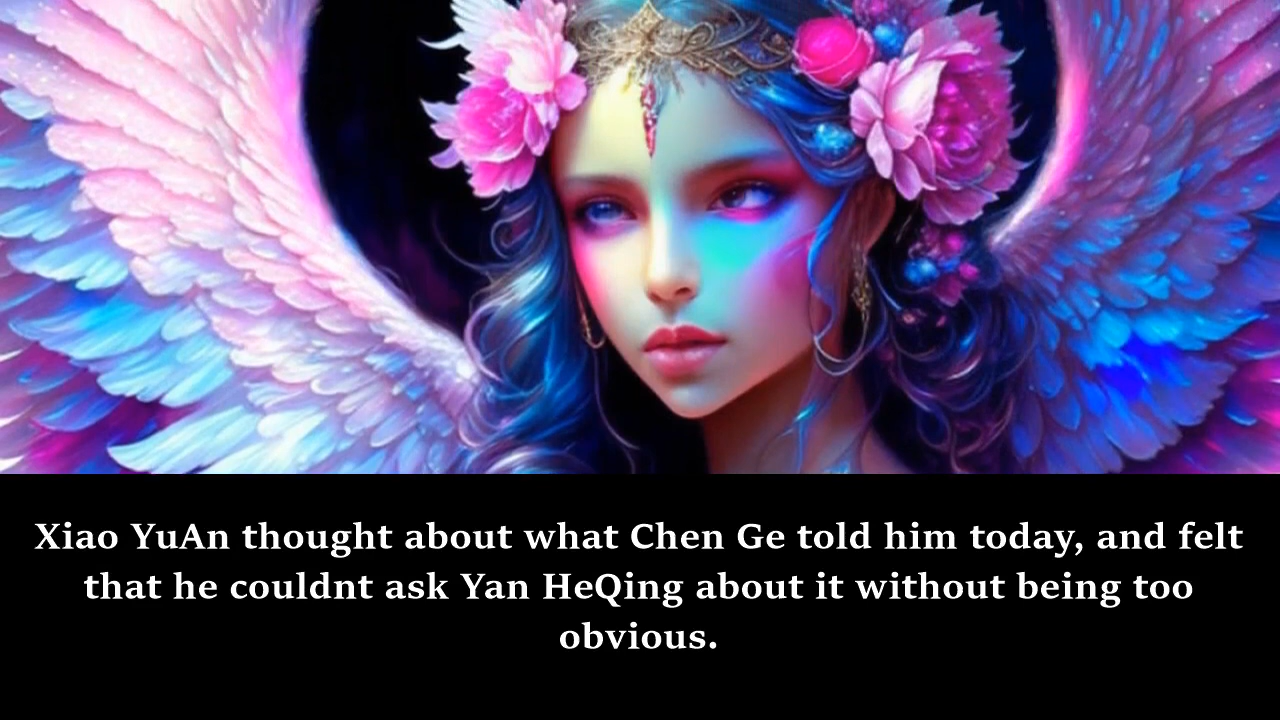 Xiao YuAn thought about what Chen Ge told him today, and felt
that he couldnt ask Yan HeQing about it without being too
obvious.